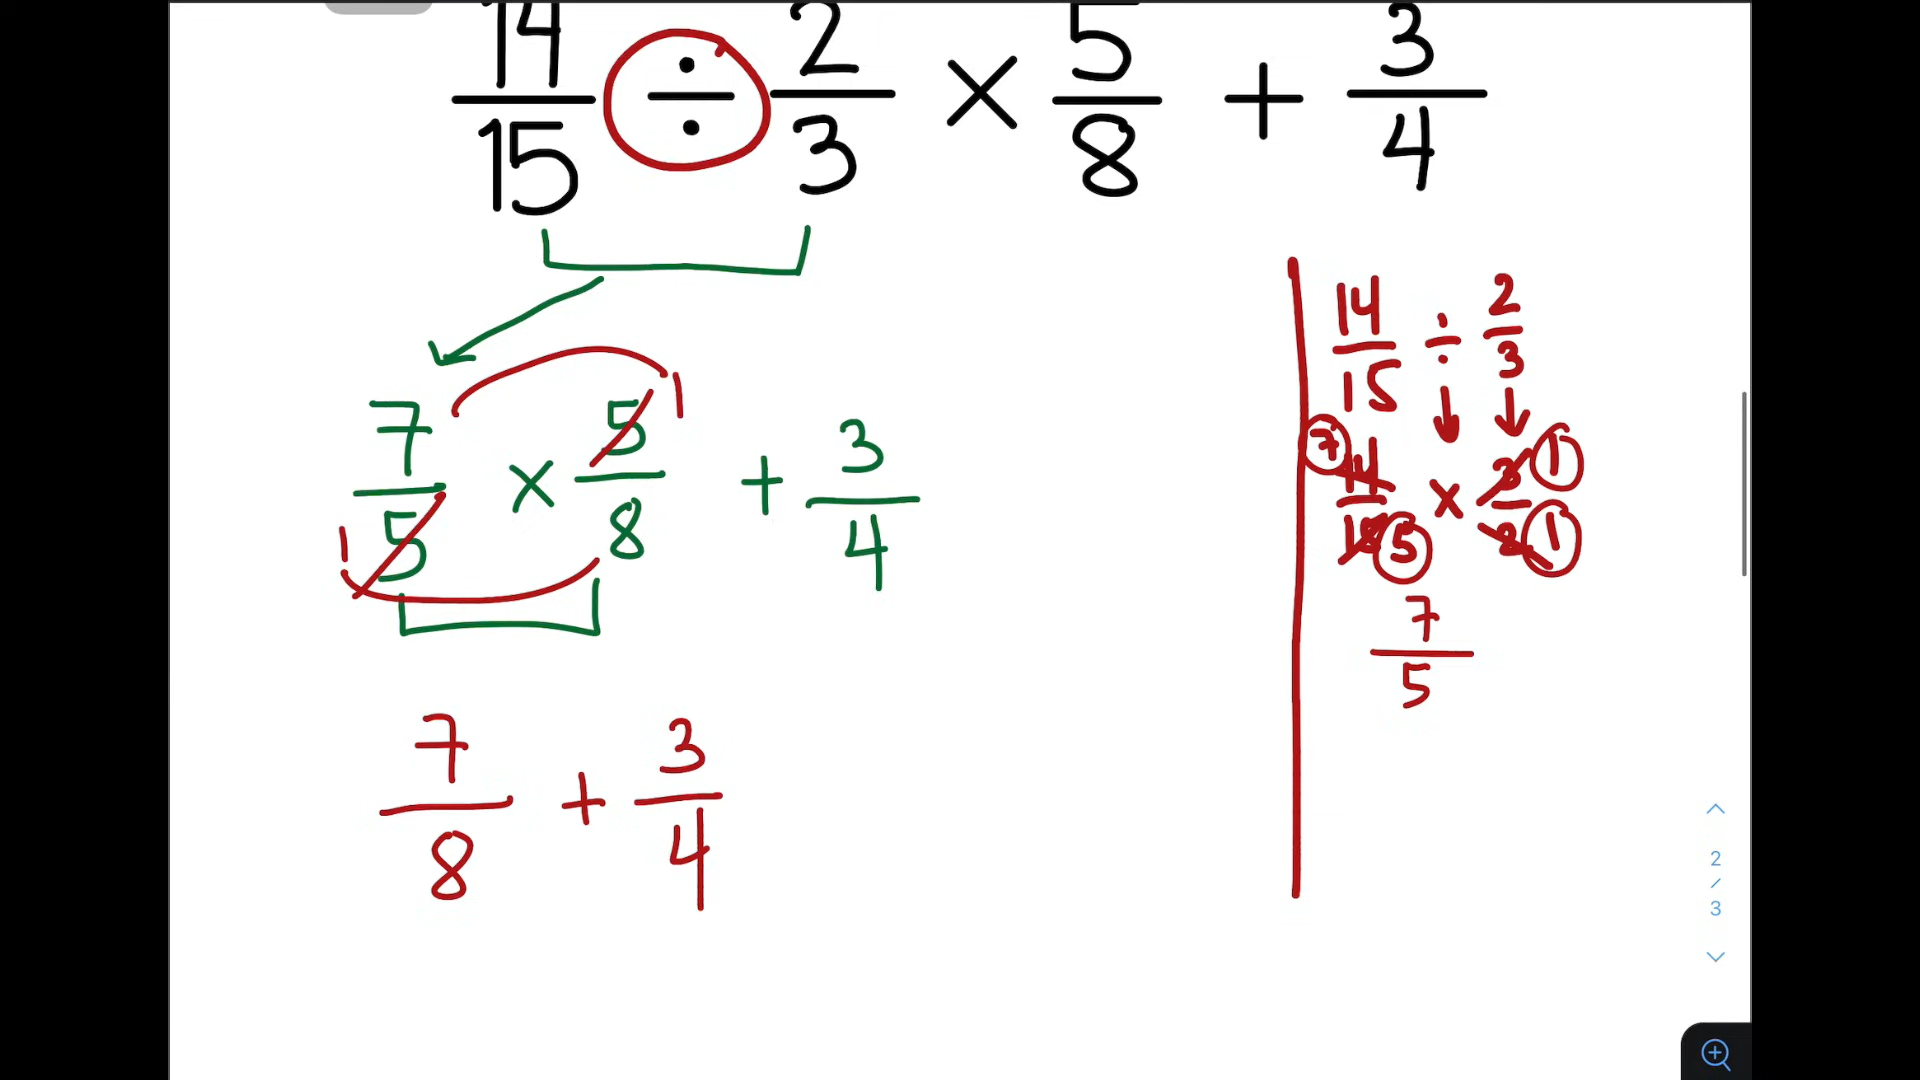 14/15 ÷ 2/3 × 5/8 + 3/4
7/5 × 5/8 + 3/4
1 1
7/8 + 3/4
14/15 ÷ 2/3
14/15 × 3/2
7 1
5 1
7/5
2
/
3